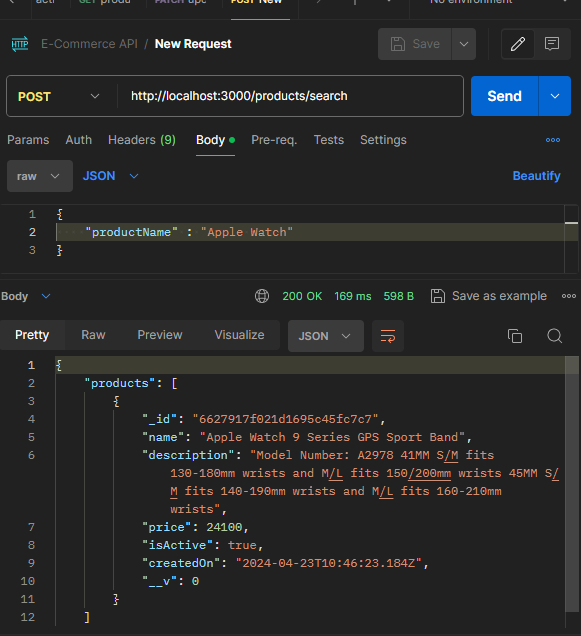 GET produ
PATCH upc
POST New
No environment
HTTP E-Commerce API / New Request Save
POST http://localhost:3000/products/search Send
Params Auth Headers (9) Body Pre-req. Tests Settings
raw JSON Beautify
1 {
2 "productName" : "Apple Watch"
3 }
Body 200 OK 169 ms 598 B Save as example
Pretty Raw Preview Visualize JSON
1 {
2 "products": [
3 {
4 "_id": "6627917f021d1695c45fc7c7",
5 "name": "Apple Watch 9 Series GPS Sport Band",
6 "description": "Model Number: A2978 41MM S/M fits
130-180mm wrists and M/L fits 150/200mm wrists 45MM S/
M fits 140-190mm wrists and M/L fits 160-210mm
wrists",
7 "price": 24100,
8 "isActive": true,
9 "createdOn": "2024-04-23T10:46:23.184Z",
10 "__v": 0
11 }
12 ]